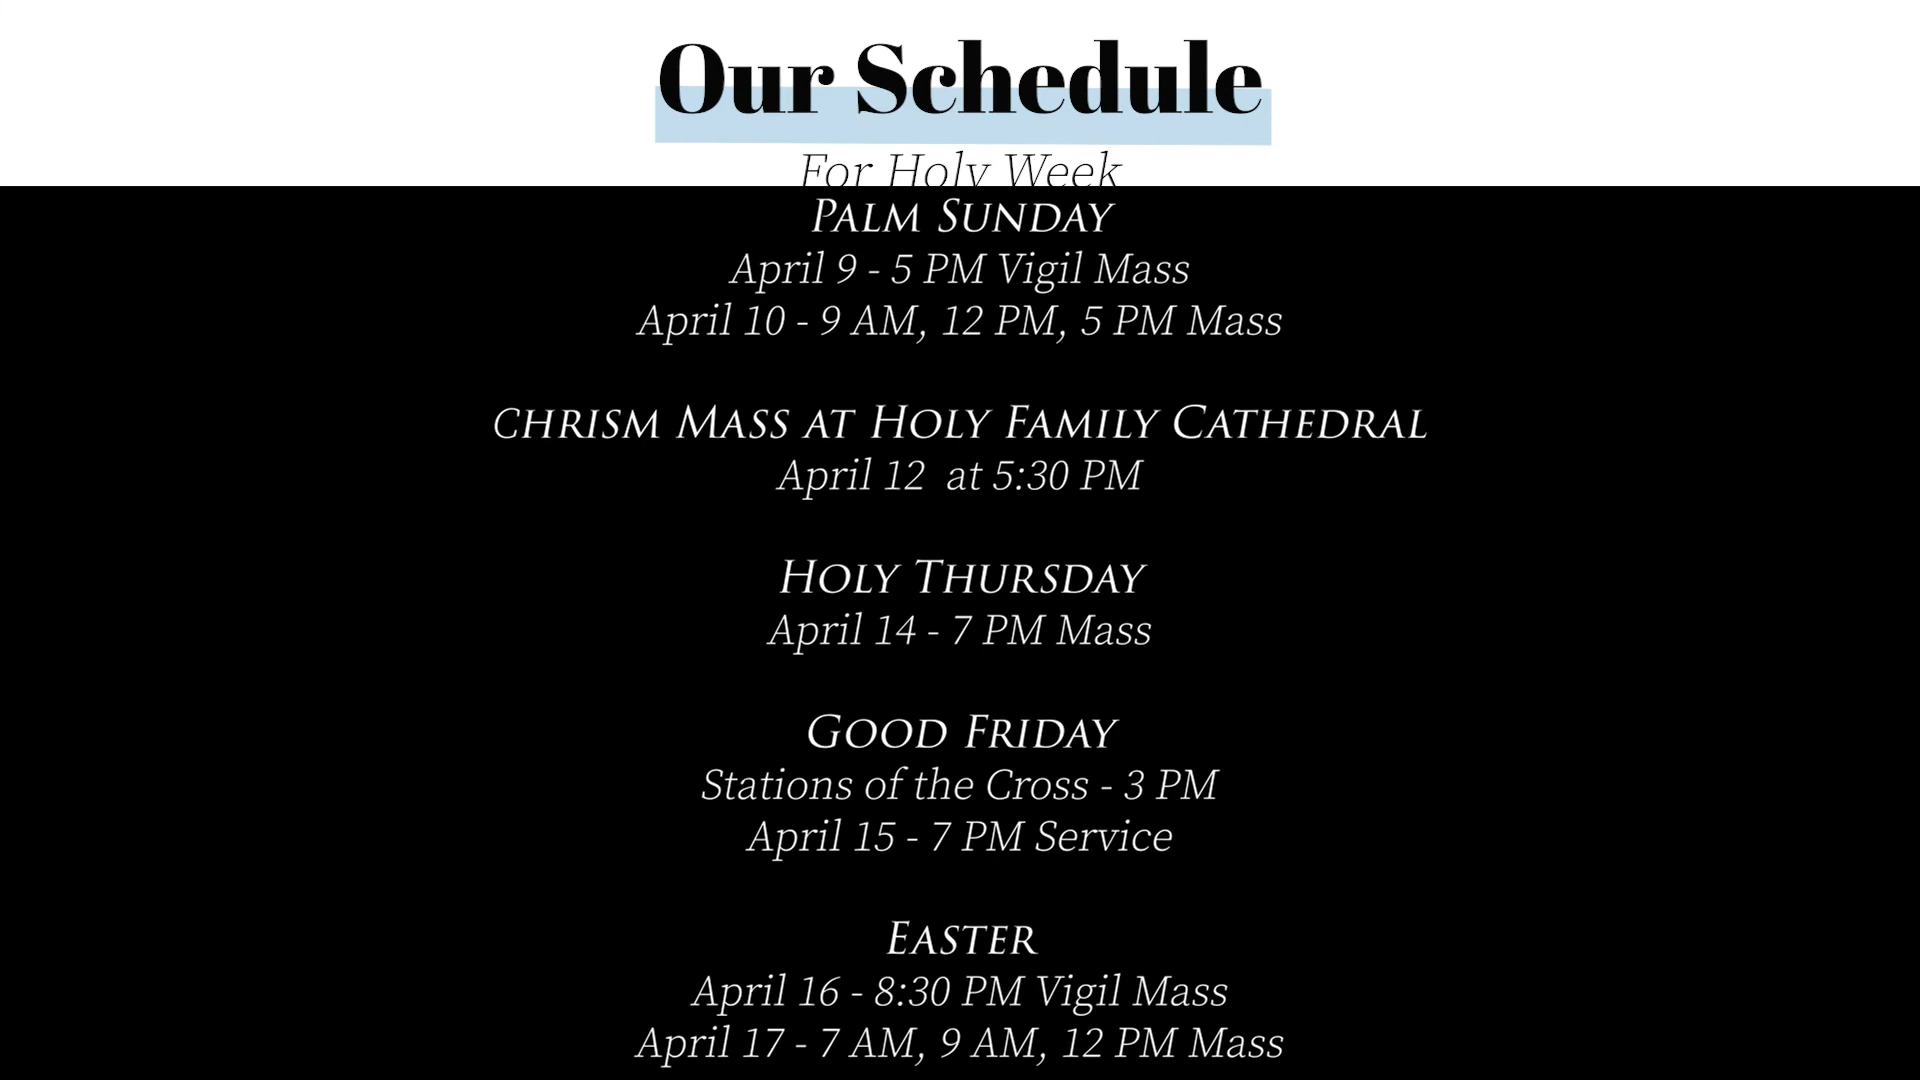 Our Schedule
For Holy Week
Palm Sunday
April 9 - 5 PM Vigil Mass
April 10 - 9 AM, 12 PM, 5 PM Mass
Chrism Mass at Holy Family Cathedral
April 12 at 5:30 PM
Holy Thursday
April 14 - 7 PM Mass
Good Friday
Stations of the Cross - 3 PM
April 15 - 7 PM Service
Easter
April 16 - 8:30 PM Vigil Mass
April 17 - 7 AM, 9 AM, 12 PM Mass